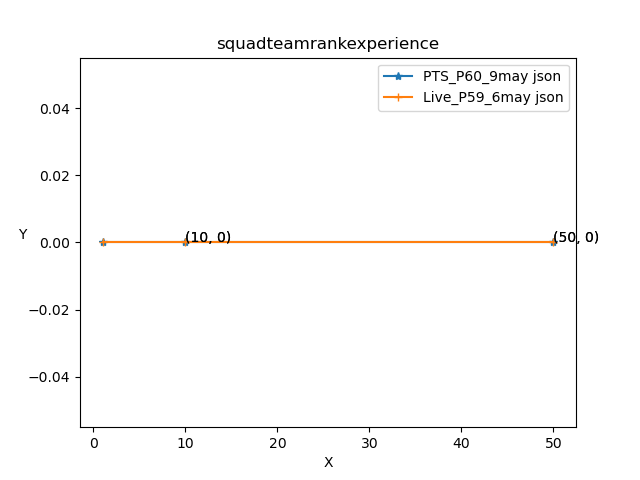 squadteamrankexperience
PTS_P60_9may json
Live_P59_6may json
0.04
0.02
Y
0.00
−0.02
−0.04
(10, 0)
(50, 0)
0
10
20
30
40
50
X